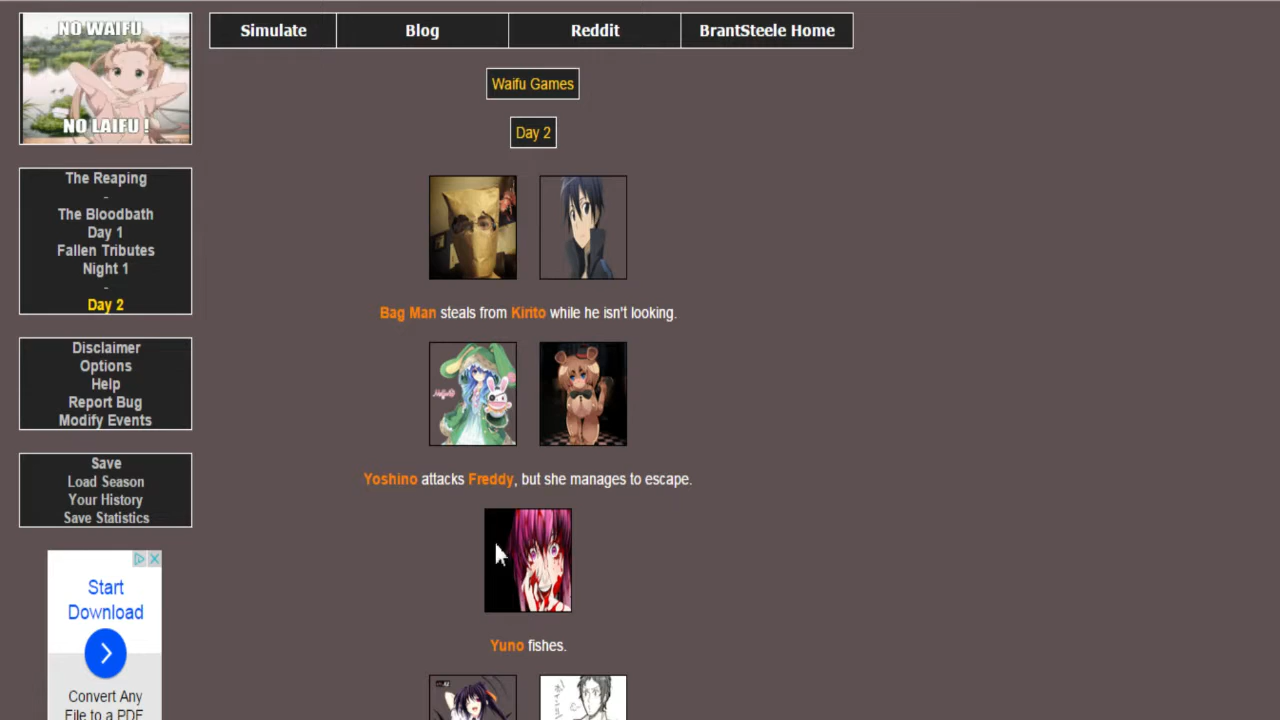 NO WAIFU
NO LAIFU !
Simulate
Blog
Reddit
BrantSteele Home
Waifu Games
Day 2
The Reaping
-
The Bloodbath
Day 1
Fallen Tributes
Night 1
-
Day 2
Bag Man steals from Kirito while he isn't looking.
Disclaimer
Options
Help
Report Bug
Modify Events
Yoshino attacks Freddy, but she manages to escape.
Save
Load Season
Your History
Save Statistics
Start
Download
Convert Any
File to a PDF
Yuno fishes.